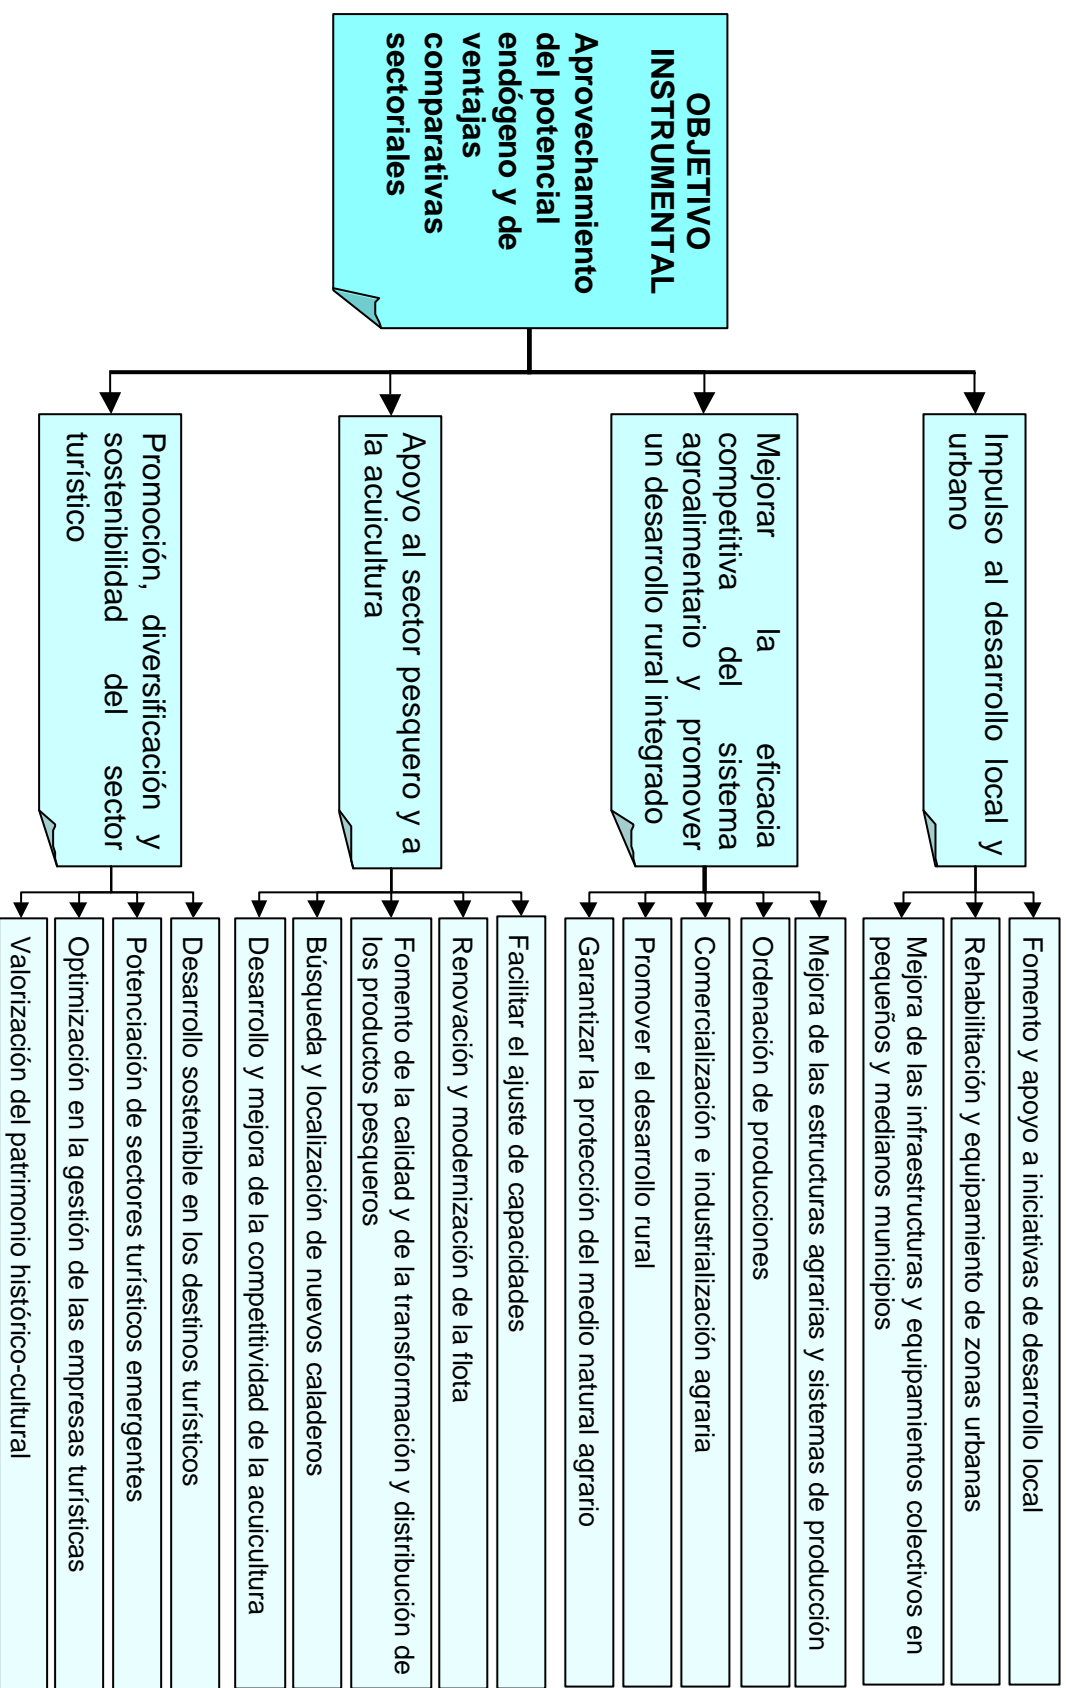 OBJETIVO
INSTRUMENTAL
Aprovechamiento
del potencial
endógeno y de
ventajas
comparativas
sectoriales
Impulso al desarrollo local y
urbano
Fomento y apoyo a iniciativas de desarrollo local
Rehabilitación y equipamiento de zonas urbanas
Mejora de las infraestructuras y equipamientos colectivos en
pequeños y medianos municipios
Mejorar la eficacia
competitiva del sistema
agroalimentario y promover
un desarrollo rural integrado
Mejora de las estructuras agrarias y sistemas de producción
Ordenación de producciones
Comercialización e industrialización agraria
Promover el desarrollo rural
Garantizar la protección del medio natural agrario
Apoyo al sector pesquero y a
la acuicultura
Facilitar el ajuste de capacidades
Renovación y modernización de la flota
Fomento de la calidad y de la transformación y distribución de
los productos pesqueros
Búsqueda y localización de nuevos caladeros
Desarrollo y mejora de la competitividad de la acuicultura
Promoción, diversificación y
sostenibilidad del sector
turístico
Desarrollo sostenible en los destinos turísticos
Potenciación de sectores turísticos emergentes
Optimización en la gestión de las empresas turísticas
Valorización del patrimonio histórico-cultural